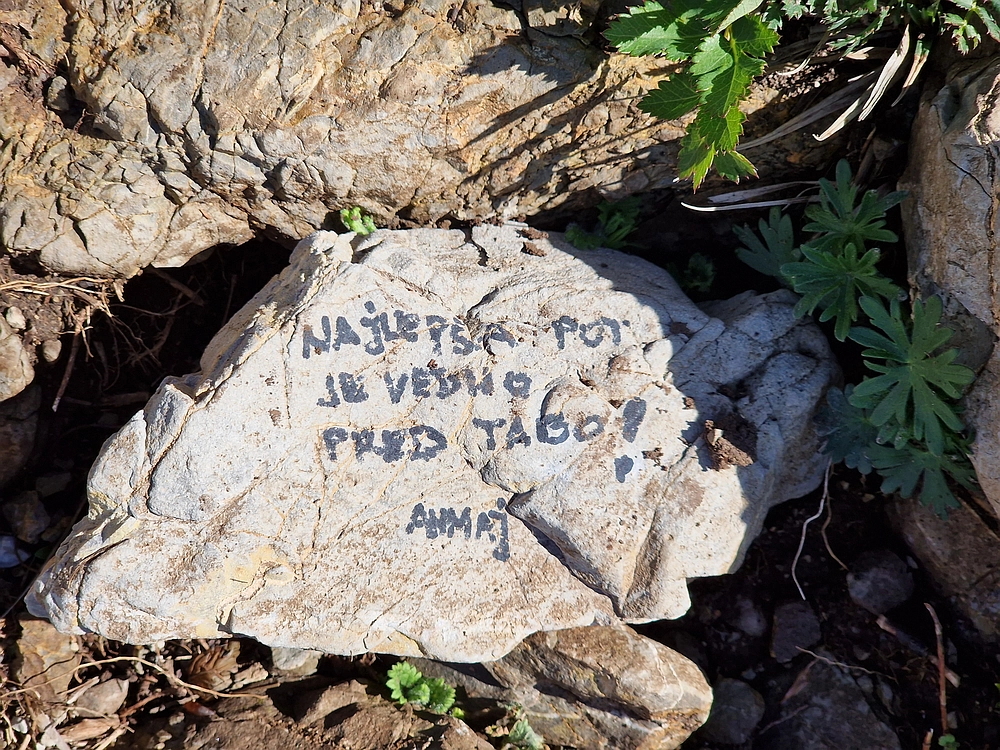 NAJLEPŠA POT
JE VEDNO
PRED TABO!
ANMAJ